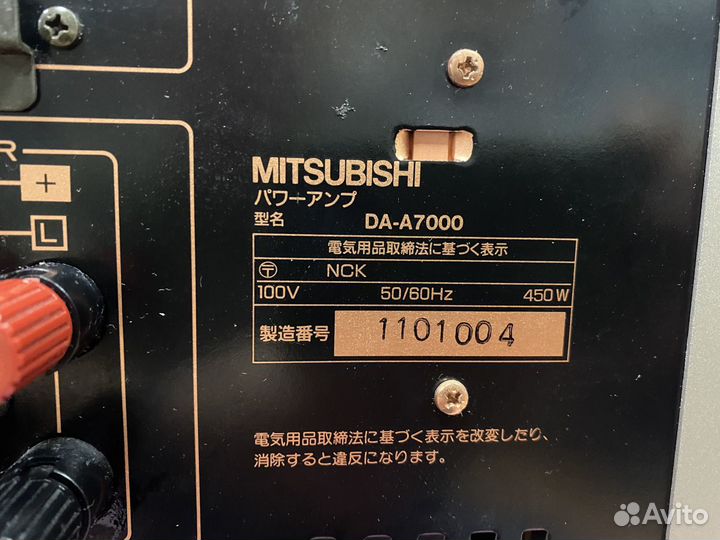 R
+
L
MITSUBISHI
パワーアンプ
型名 DA-A7000
電気用品取締法に基づく表示
〶 NCK
100V 50/60Hz 450W
製造番号 1101004
電気用品取締法に基づく表示を改変したり、
消除すると違反になります。
Avito